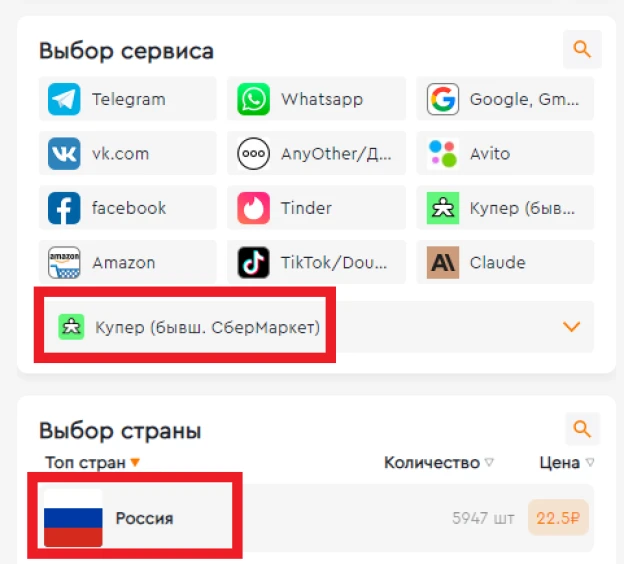 Выбор сервиса
Telegram
Whatsapp
Google, Gm...
vk.com
AnyOther/Д...
Avito
facebook
Tinder
Купер (быв...
amazon
Amazon
TikTok/Dou...
Claude
Купер (бывш. СберМаркет)
Выбор страны
Топ стран Количество Цена
Россия 5947 шт 22.5₽